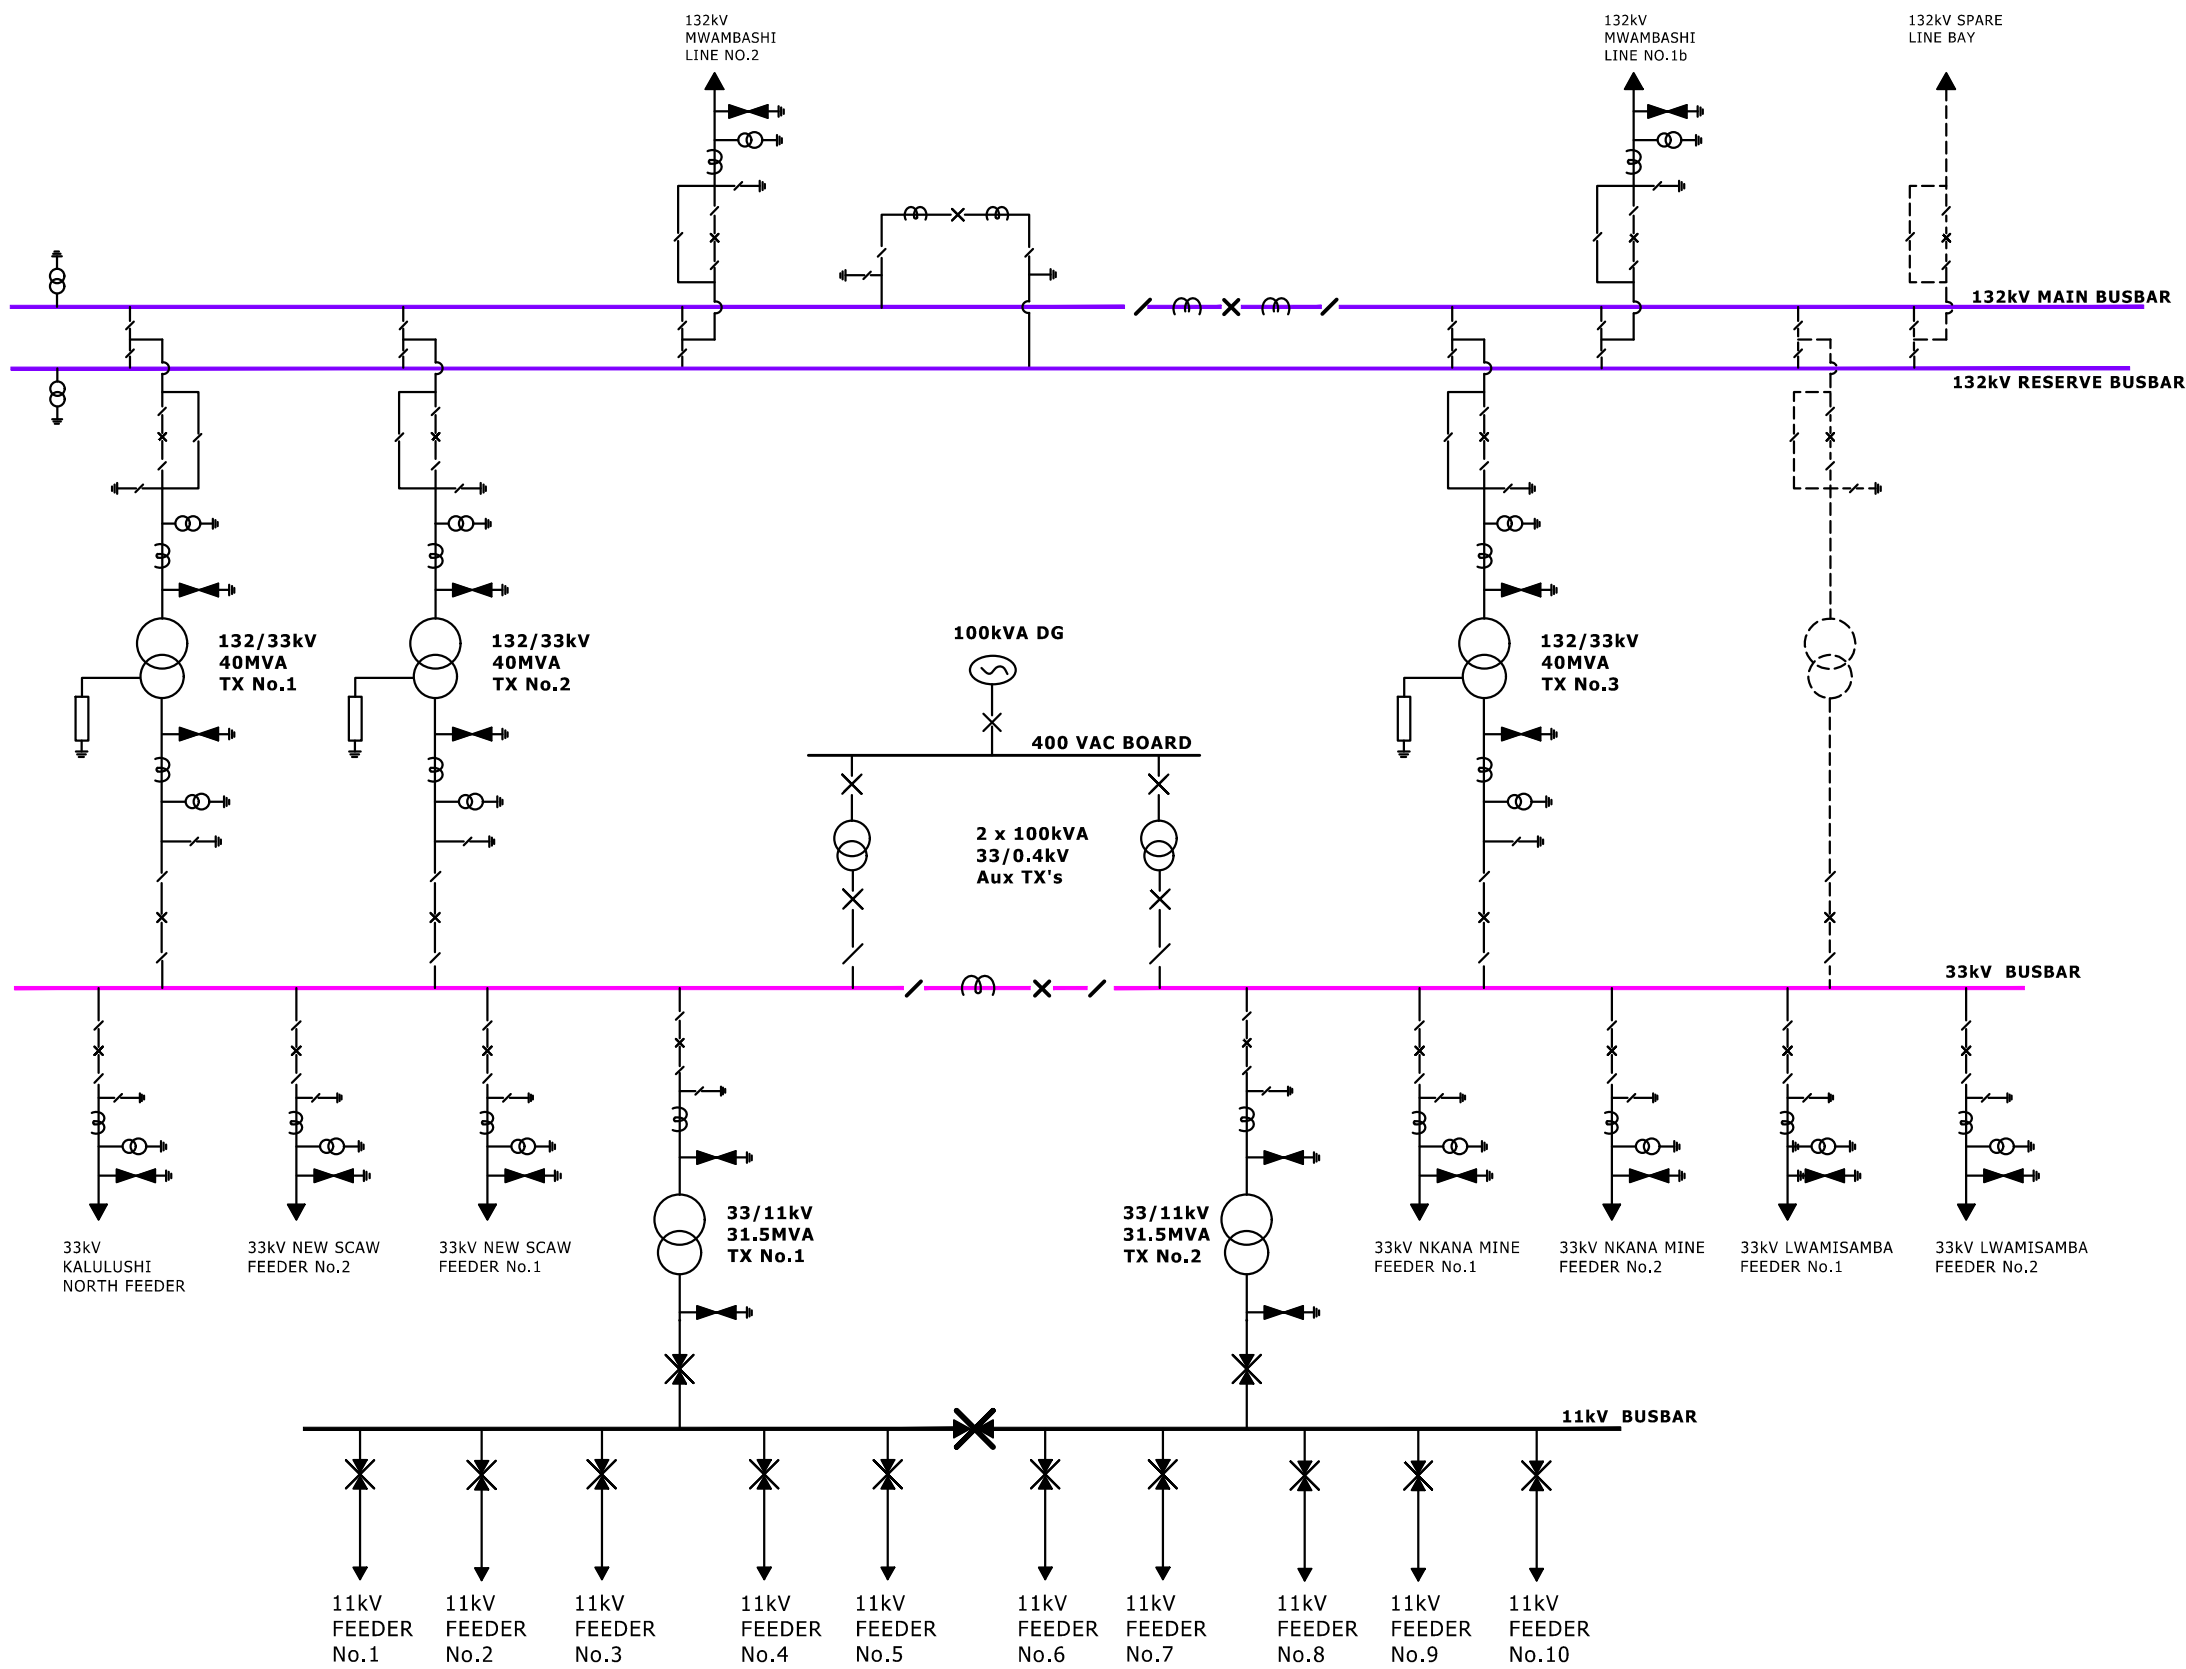 132kV
MWAMBASHI
LINE NO.2
132kV
MWAMBASHI
LINE NO.1b
132kV SPARE
LINE BAY
132kV MAIN BUSBAR
132kV RESERVE BUSBAR
132/33kV
40MVA
TX No.1
132/33kV
40MVA
TX No.2
100kVA DG
132/33kV
40MVA
TX No.3
400 VAC BOARD
2 x 100kVA
33/0.4kV
Aux TX's
33kV BUSBAR
33kV
KALULUSHI
NORTH FEEDER
33kV NEW SCAW
FEEDER No.2
33kV NEW SCAW
FEEDER No.1
33/11kV
31.5MVA
TX No.1
33/11kV
31.5MVA
TX No.2
33kV NKANA MINE
FEEDER No.1
33kV NKANA MINE
FEEDER No.2
33kV LWAMISAMBA
FEEDER No.1
33kV LWAMISAMBA
FEEDER No.2
11kV BUSBAR
11kV
FEEDER
No.1
11kV
FEEDER
No.2
11kV
FEEDER
No.3
11kV
FEEDER
No.4
11kV
FEEDER
No.5
11kV
FEEDER
No.6
11kV
FEEDER
No.7
11kV
FEEDER
No.8
11kV
FEEDER
No.9
11kV
FEEDER
No.10